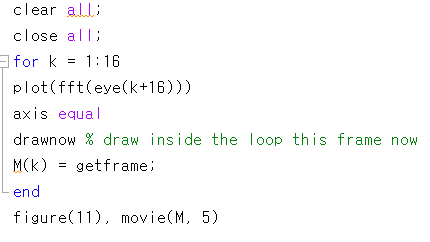 clear all;
close all;
for k = 1:16
plot(fft(eye(k+16)))
axis equal
drawnow % draw inside the loop this frame now
M(k) = getframe;
end
figure(11), movie(M, 5)